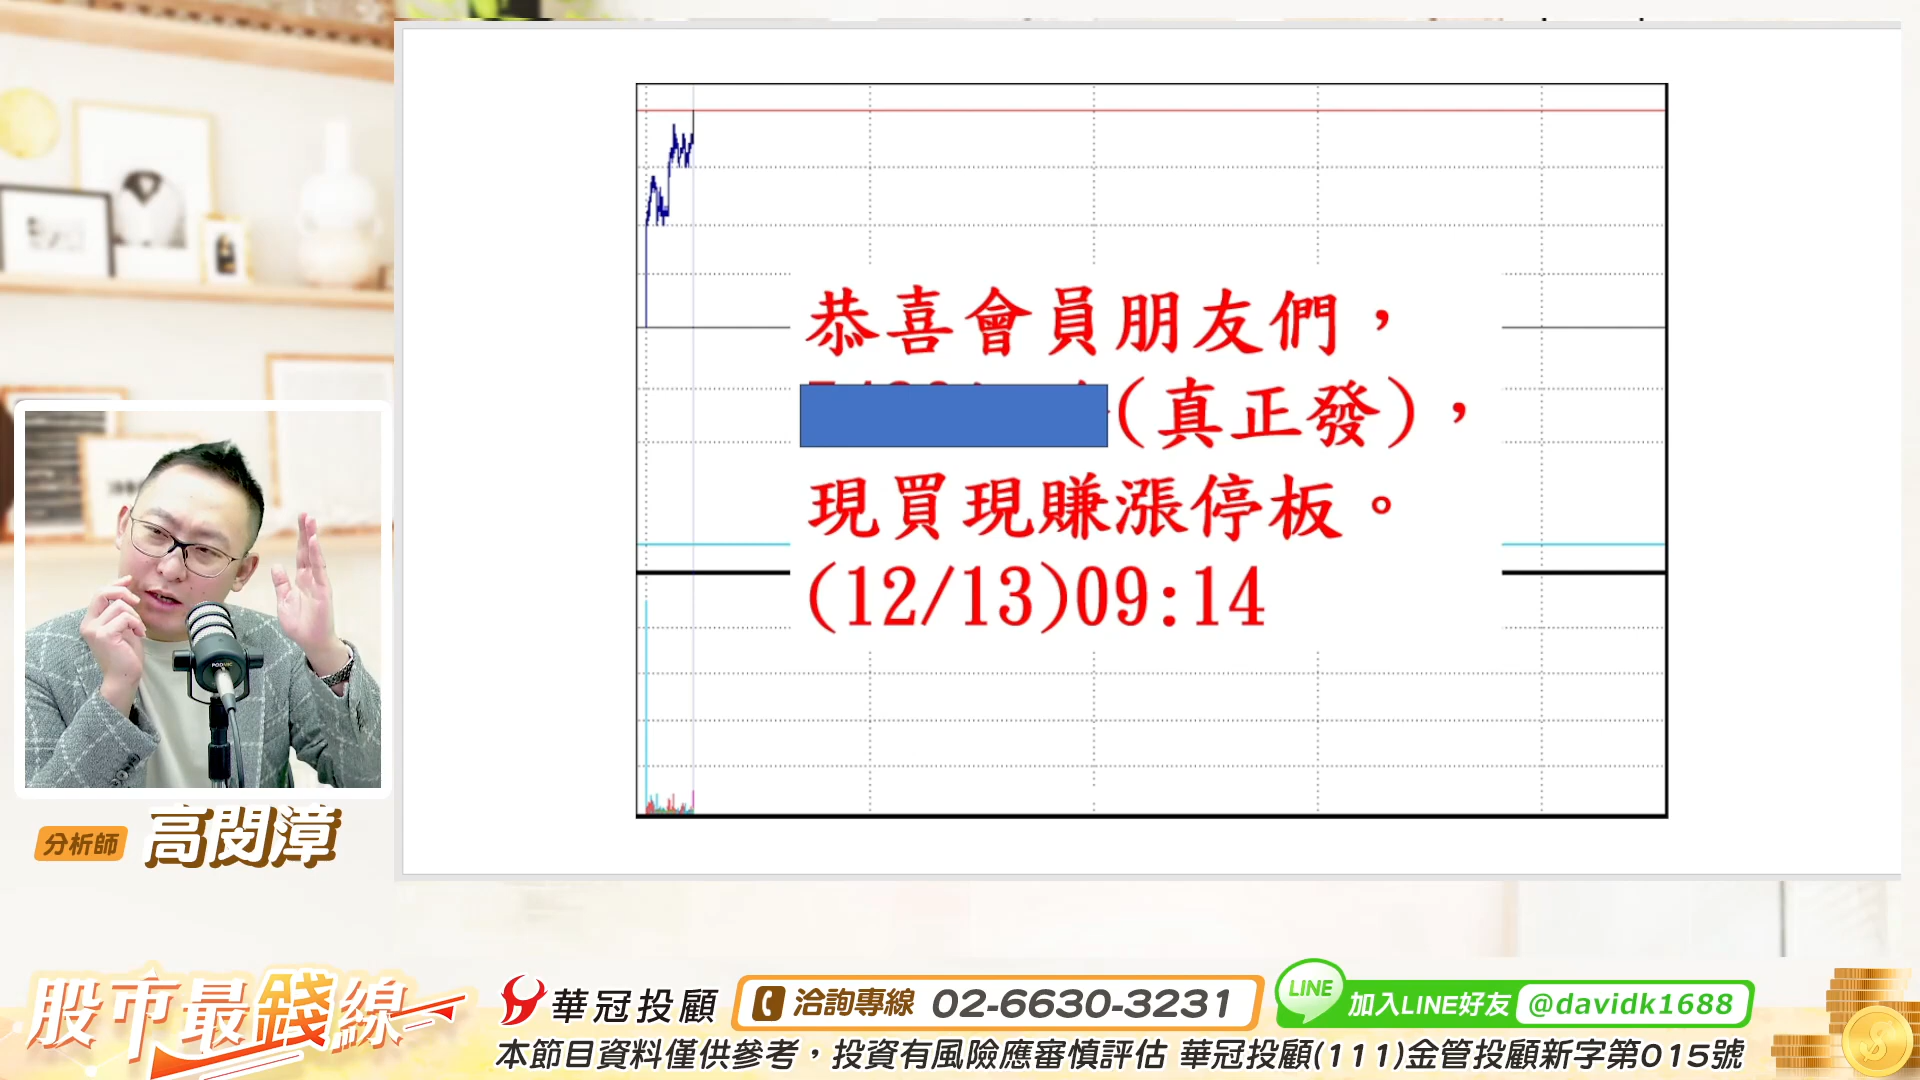 恭喜會員朋友們，
(真正發)，
現買現賺漲停板。
(12/13)09:14
PODMIC
分析師 高閔漳
股市最錢線
華冠投顧 洽詢專線 02-6630-3231
LINE 加入LINE好友 @davidk1688
本節目資料僅供參考，投資有風險應審慎評估 華冠投顧(111)金管投顧新字第015號